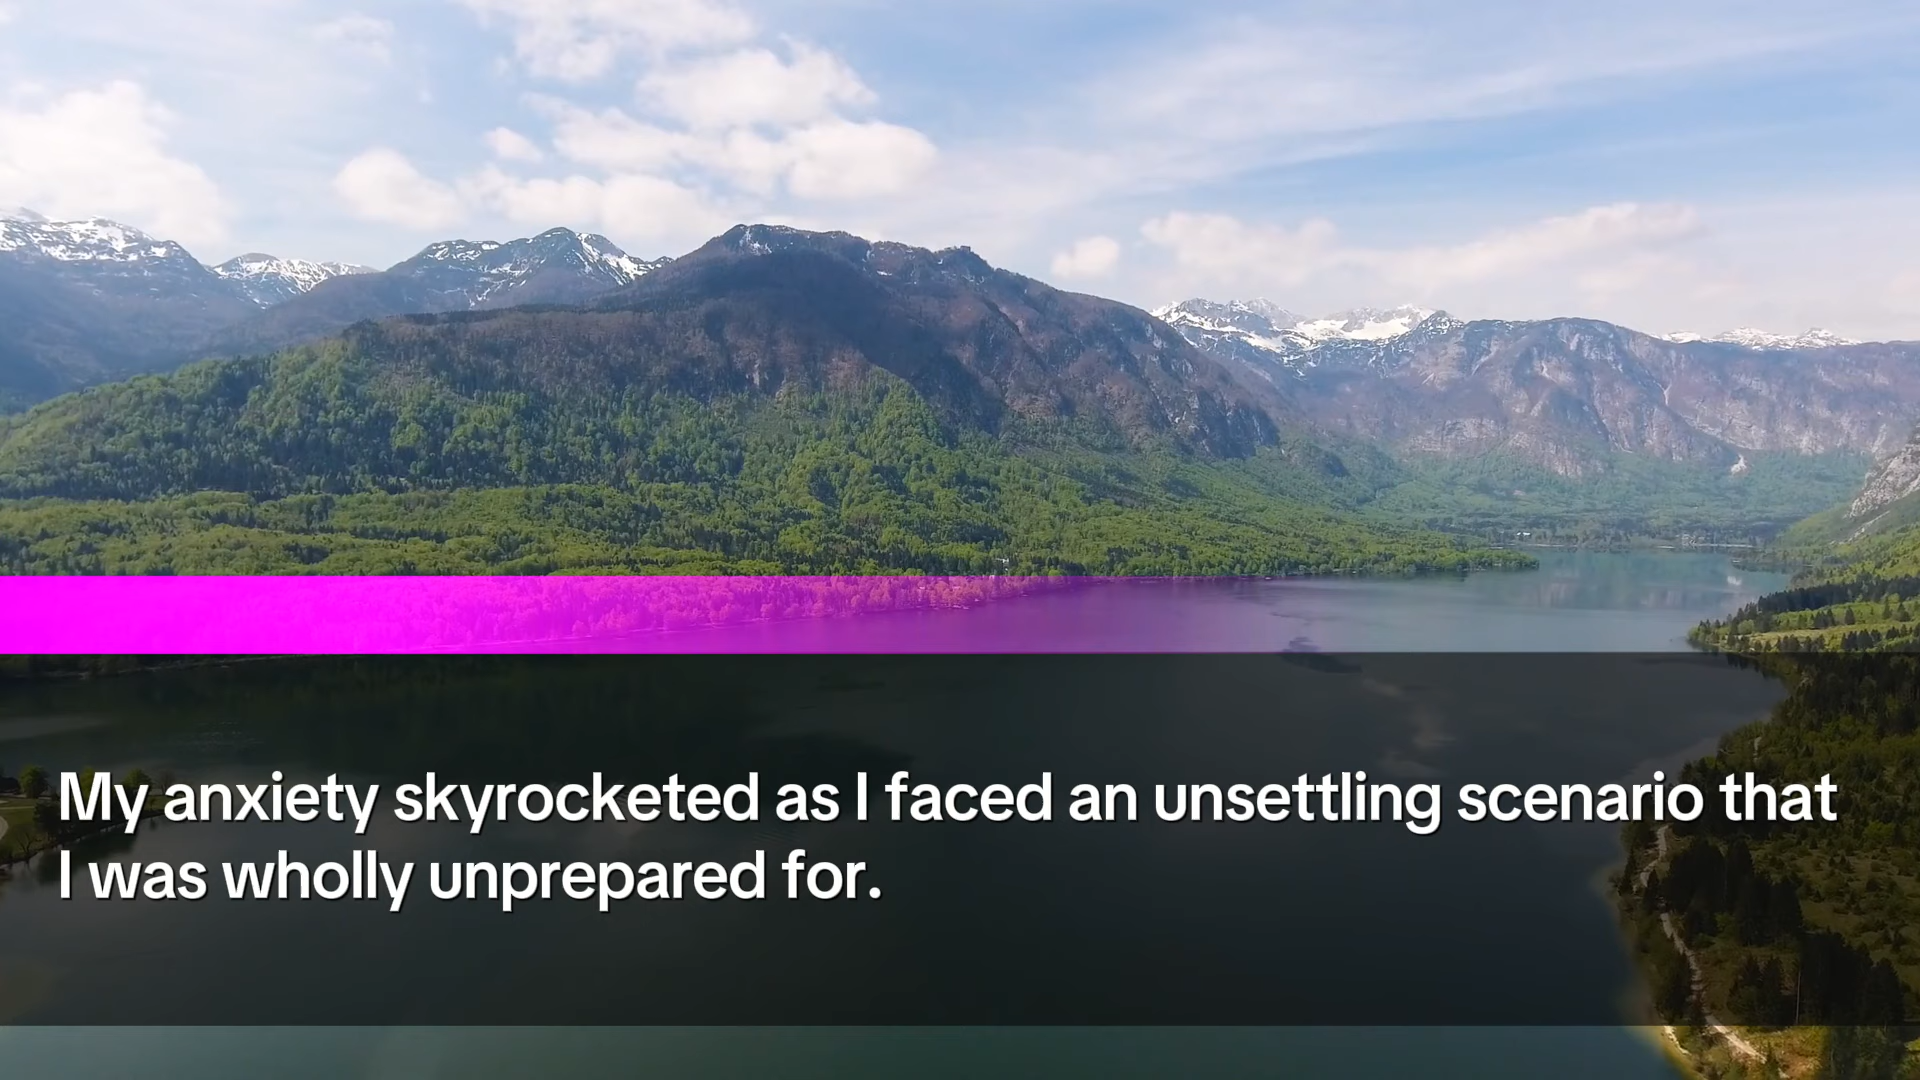 My anxiety skyrocketed as I faced an unsettling scenario that
I was wholly unprepared for.